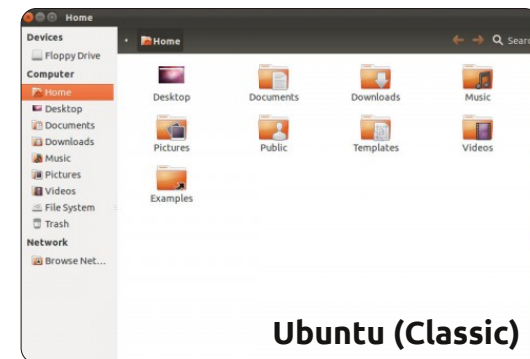 Home
Devices
Floppy Drive
Computer
Home
Desktop
Documents
Downloads
Music
Pictures
Videos
File System
Trash
Network
Browse Net...
Home
Sear
Desktop
Documents
Downloads
Music
Pictures
Public
Templates
Videos
Examples
Ubuntu (Classic)